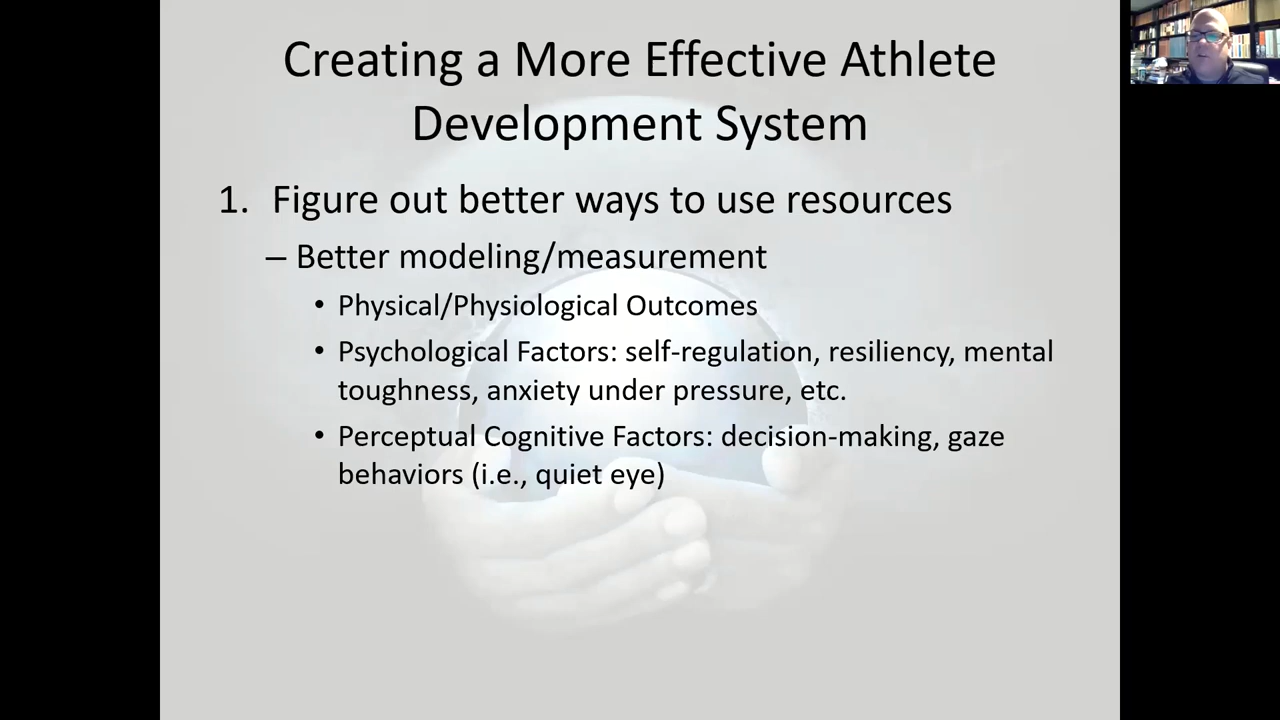 Creating a More Effective Athlete
Development System
1. Figure out better ways to use resources
– Better modeling/measurement
• Physical/Physiological Outcomes
• Psychological Factors: self-regulation, resiliency, mental
toughness, anxiety under pressure, etc.
• Perceptual Cognitive Factors: decision-making, gaze
behaviors (i.e., quiet eye)